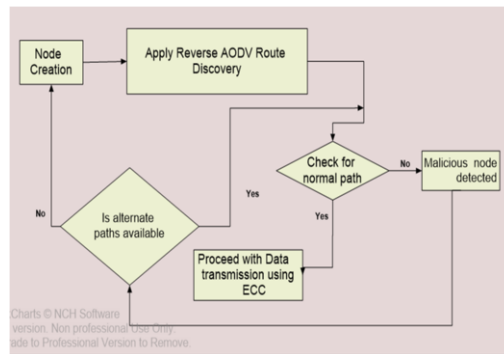 Node
Creation
Apply Reverse AODV Route
Discovery
Check for
normal path
No
Malicious node
detected
Yes
Yes
No
Is alternate
paths available
Proceed with Data
transmission using
ECC
Charts © NCH Software
version. Non professional Use Only.
rade to Professional Version to Remove.